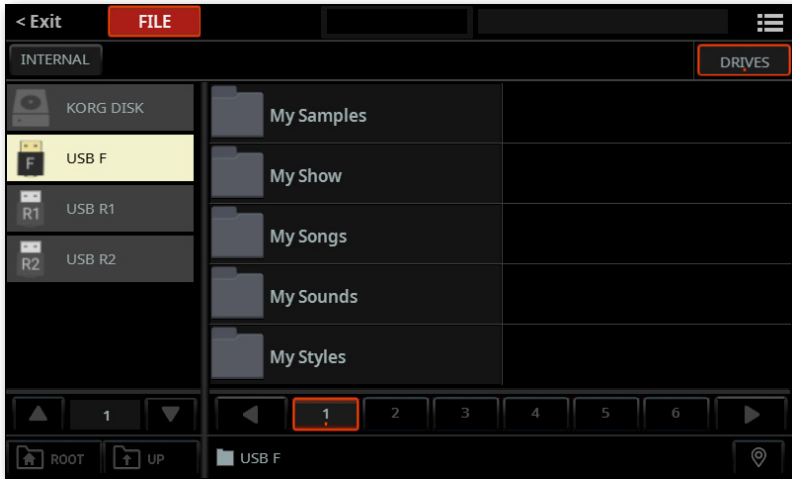 < Exit FILE
INTERNAL DRIVES
KORG DISK
F USB F
R1 USB R1
R2 USB R2
My Samples
My Show
My Songs
My Sounds
My Styles
1
1 2 3 4 5 6
ROOT UP
USB F